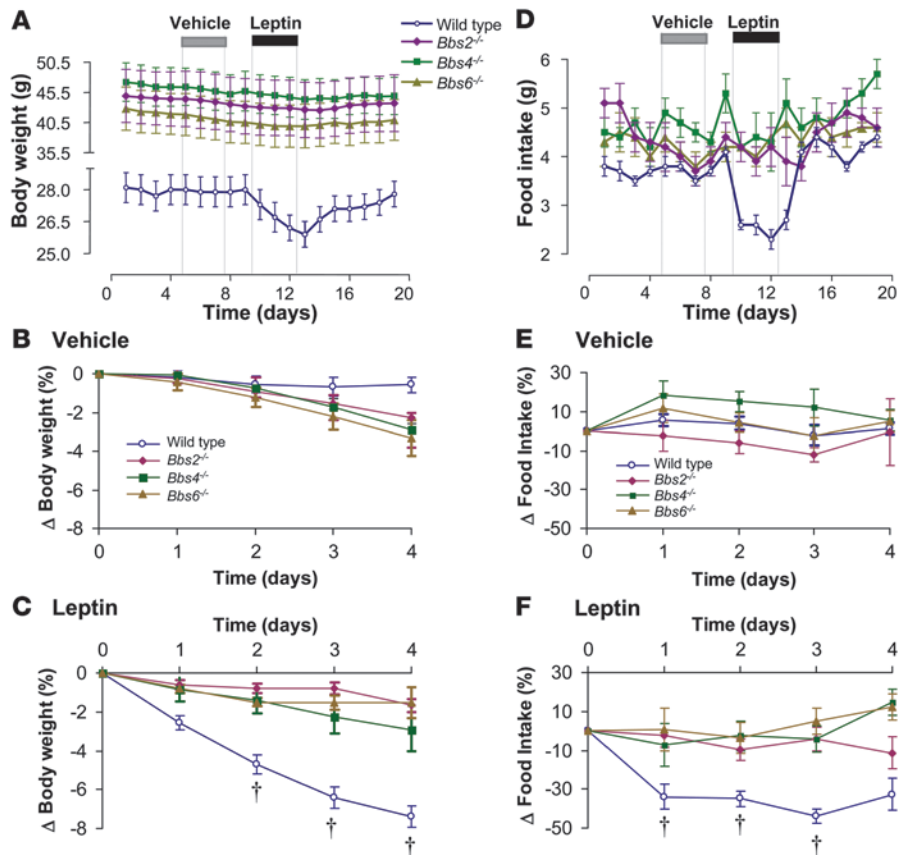 A
Vehicle Leptin
Wild type
Bbs2-/-
Bbs4-/-
Bbs6-/-
Body weight (g)
50.5
45.5
40.5
35.5
28.0
26.5
25.0
0 4 8 12 16 20
Time (days)
D
Vehicle Leptin
Food intake (g)
6
5
4
3
2
0 4 8 12 16 20
Time (days)
B Vehicle
Δ Body weight (%)
0
-2
-4
-6
-8
Wild type
Bbs2-/-
Bbs4-/-
Bbs6-/-
0 1 2 3 4
Time (days)
E Vehicle
Δ Food Intake (%)
30
10
-10
-30
-50
Wild type
Bbs2-/-
Bbs4-/-
Bbs6-/-
0 1 2 3 4
Time (days)
C Leptin
Time (days)
0 1 2 3 4
Δ Body weight (%)
0
-2
-4
-6
-8
† † †
F Leptin
Time (days)
0 1 2 3 4
Δ Food Intake (%)
30
10
-10
-30
-50
† † †